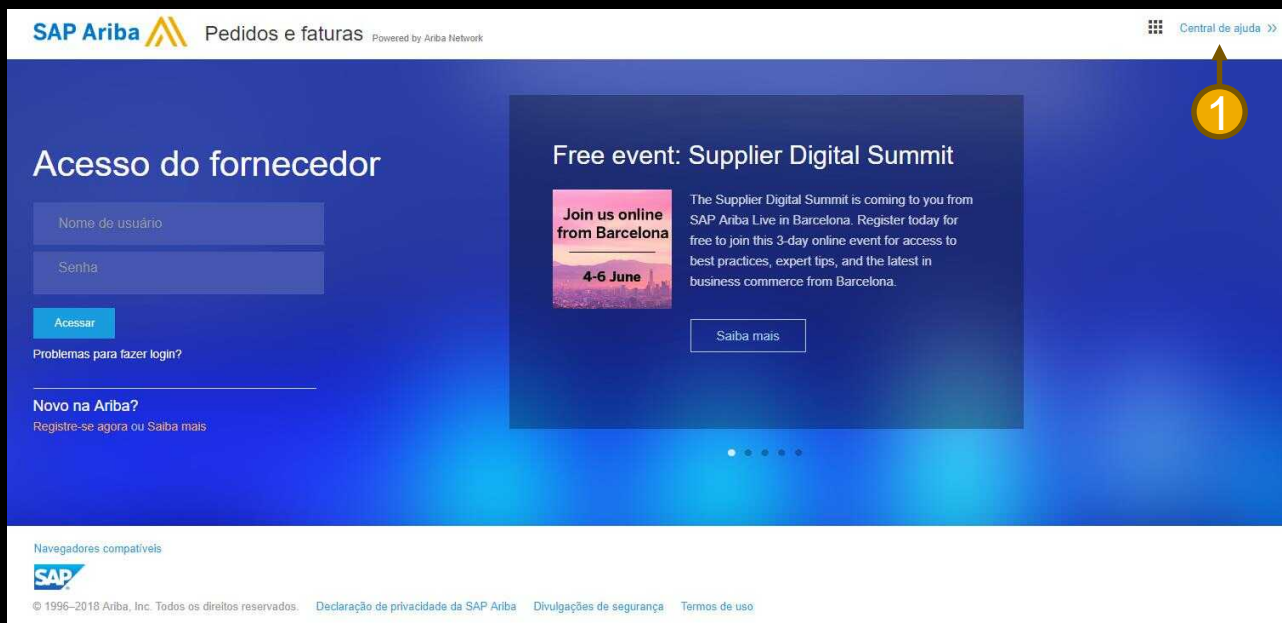 SAP Ariba Pedidos e faturas Powered by Ariba Network
Central de ajuda »
1
Acesso do fornecedor
Nome de usuário
Senha
Acessar
Problemas para fazer login?
Novo na Ariba?
Registre-se agora ou Saiba mais
Free event: Supplier Digital Summit
Join us online
from Barcelona
4-6 June
The Supplier Digital Summit is coming to you from
SAP Ariba Live in Barcelona. Register today for
free to join this 3-day online event for access to
best practices, expert tips, and the latest in
business commerce from Barcelona.
Saiba mais
Navegadores compatíveis
SAP
© 1996–2018 Ariba, Inc. Todos os direitos reservados. Declaração de privacidade da SAP Ariba Divulgações de segurança Termos de uso